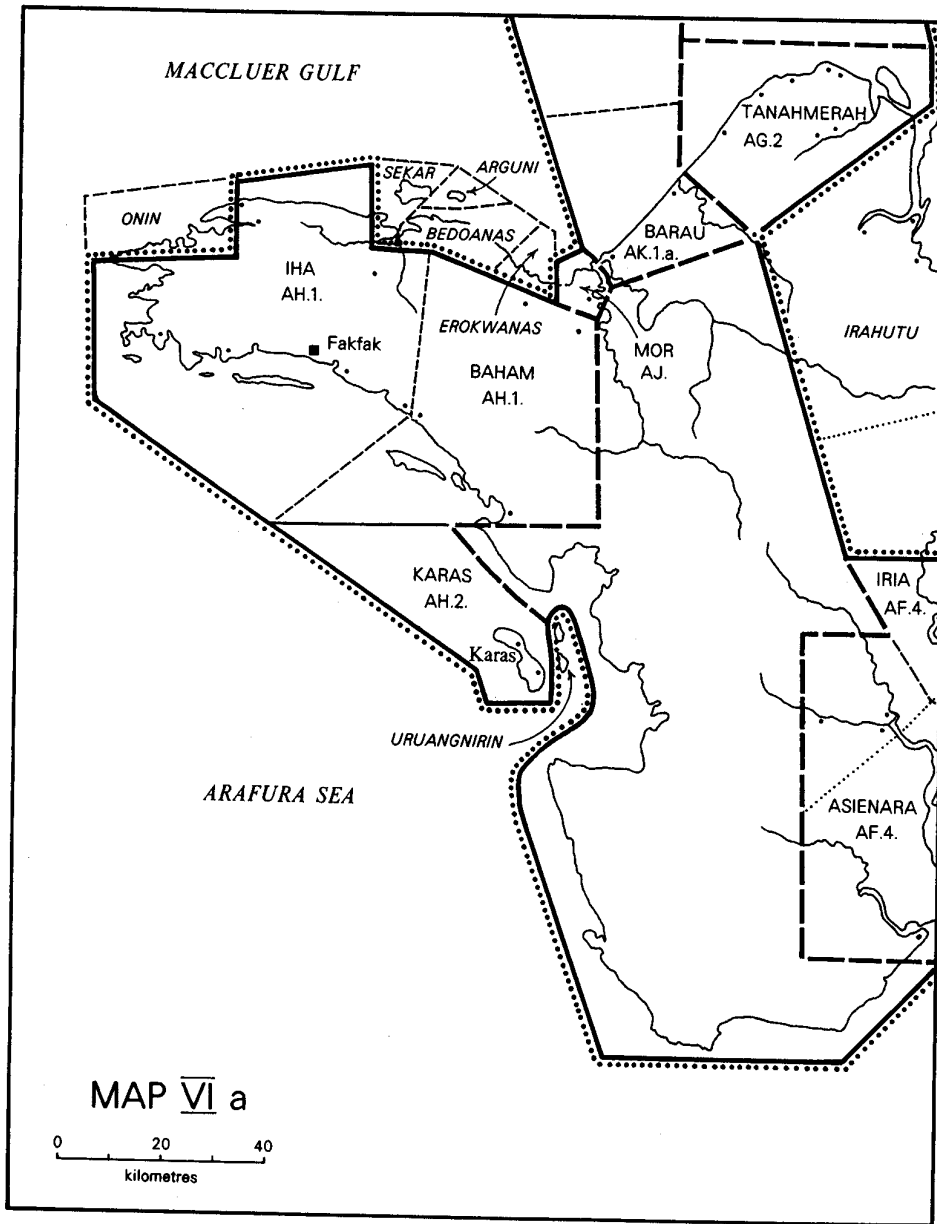 MACCLUER GULF
TANAHMERAH
AG.2
SEKAR
ARGUNI
ONIN
BEDOANAS
BARAU
AK.1.a.
IHA
AH.1.
EROKWANAS
IRAHUTU
Fakfak
MOR
AJ.
BAHAM
AH.1.
KARAS
AH.2.
IRIA
AF.4.
Karas
URUANGNIRIN
ARAFURA SEA
ASIENARA
AF.4.
MAP VI a
0 20 40
kilometres